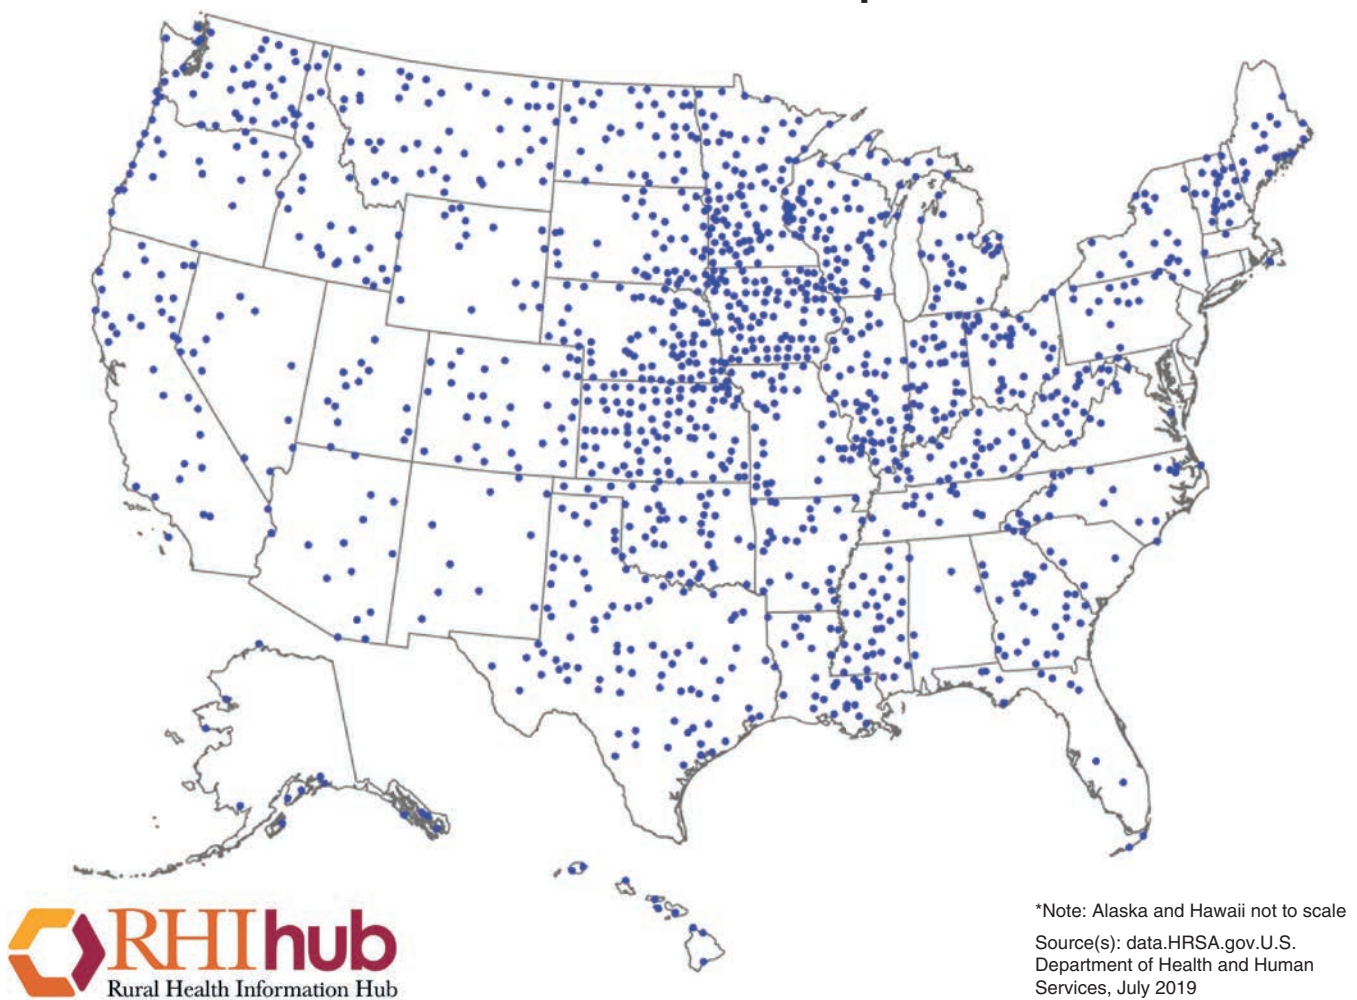 RHIhub
Rural Health Information Hub
*Note: Alaska and Hawaii not to scale
Source(s): data.HRSA.gov.U.S.
Department of Health and Human
Services, July 2019